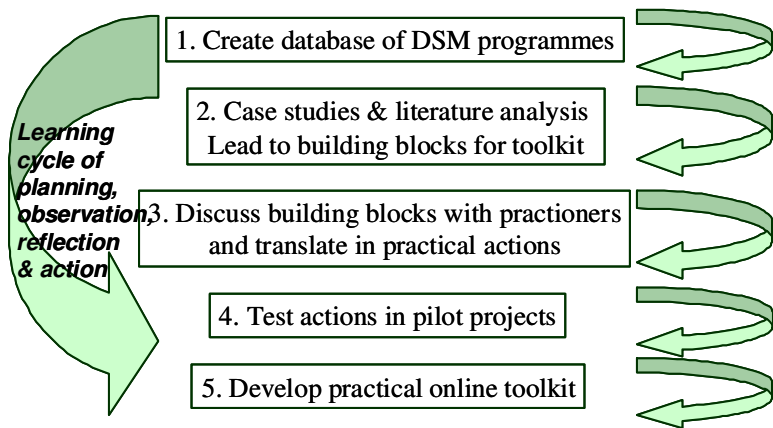 1. Create database of DSM programmes
2. Case studies & literature analysis
Lead to building blocks for toolkit
Learning
cycle of
planning,
observation,
reflection
& action
3. Discuss building blocks with practioners
and translate in practical actions
4. Test actions in pilot projects
5. Develop practical online toolkit